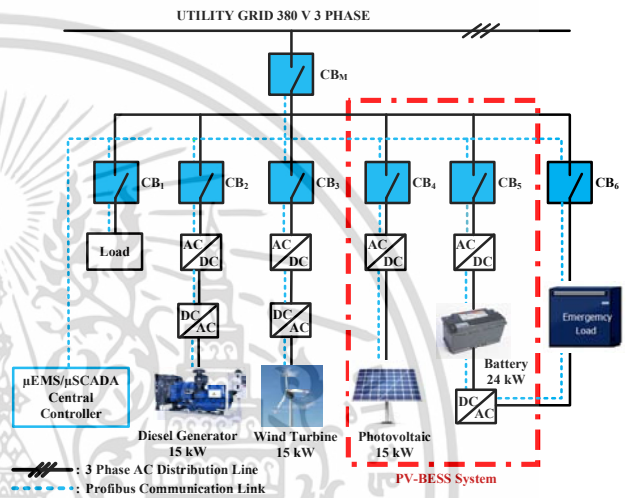 UTILITY GRID 380 V 3 PHASE
CBM
CB1
CB2
CB3
CB4
CB5
CB6
Load
AC
DC
AC
DC
AC
DC
AC
DC
DC
AC
DC
AC
Emergemcy
Load
Battery
24 kW
DC
AC
µEMS/µSCADA
Central
Controller
Diesel Generator
15 kW
Wind Turbine
15 kW
Photovoltaic
15 kW
PV-BESS System
: 3 Phase AC Distribution Line
: Profibus Communication Link